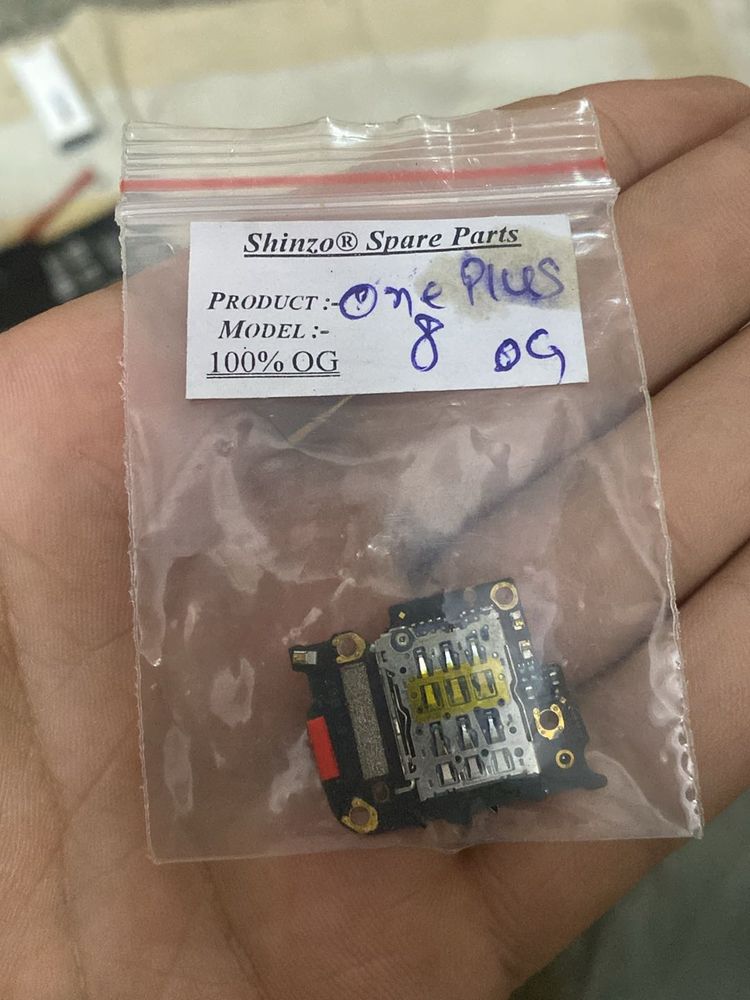 Shinzo® Spare Parts
PRODUCT :- One Plus
MODEL :- 8 OG
100% OG